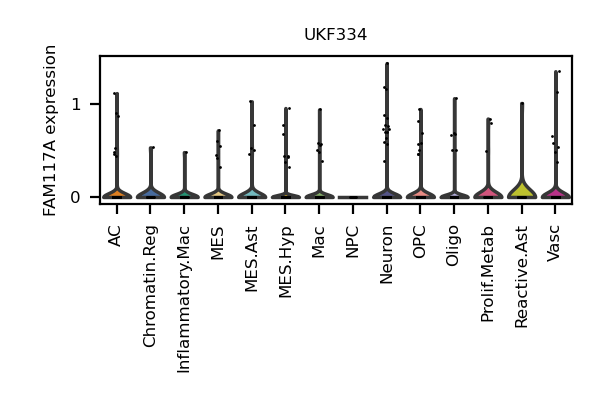 UKF334
FAM117A expression
1
0
AC
Chromatin.Reg
Inflammatory.Mac
MES
MES.Ast
MES.Hyp
Mac
NPC
Neuron
OPC
Oligo
Prolif.Metab
Reactive.Ast
Vasc